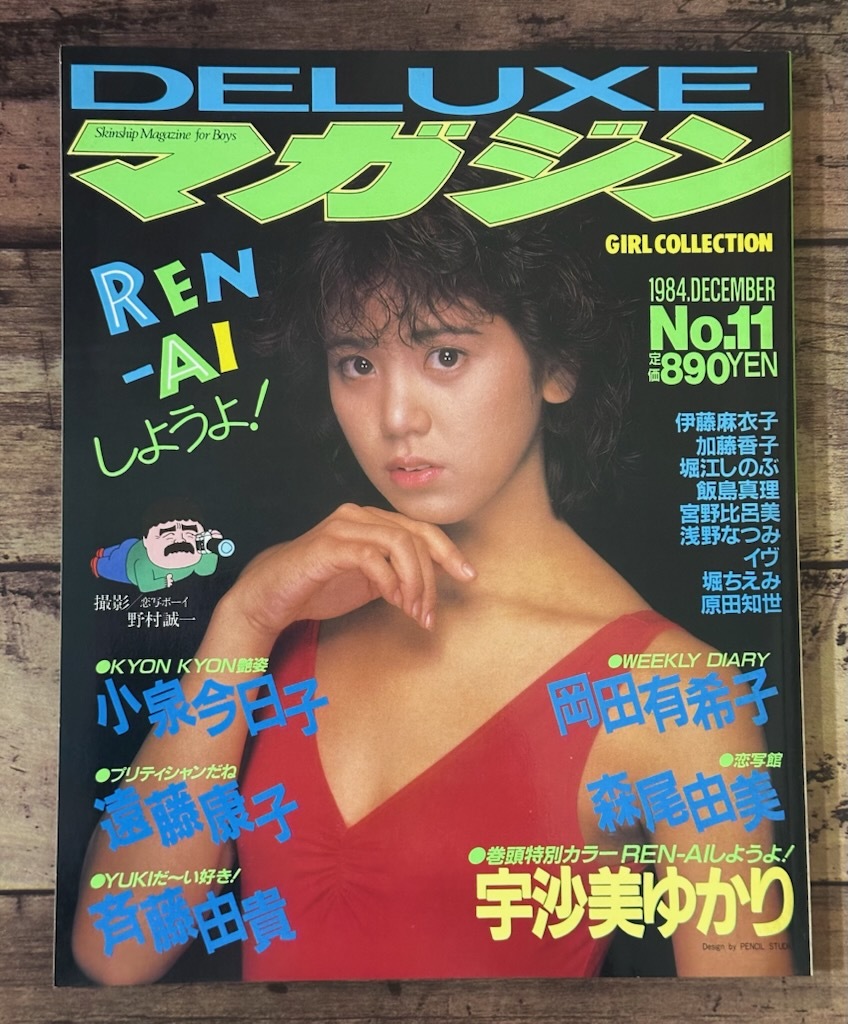 DELUXE
Skinship Magazine for Boys
マガジン
GIRL COLLECTION
1984.DECEMBER
No.11
定価890YEN
REN
-AI
しようよ!
伊藤麻衣子
加藤香子
堀江しのぶ
飯島真理
宮野比呂美
浅野なつみ
イヴ
堀ちえみ
原田知世
撮影/恋写ボーイ
野村誠一
●KYON KYON艶姿
小泉今日子
●プリティシャンだね
遠藤康子
●YUKIだ〜い好き!
斉藤由貴
●WEEKLY DIARY
岡田有希子
●恋写館
森尾由美
●巻頭特別カラーREN-AIしようよ!
宇沙美ゆかり
Design by PENCIL STUDI